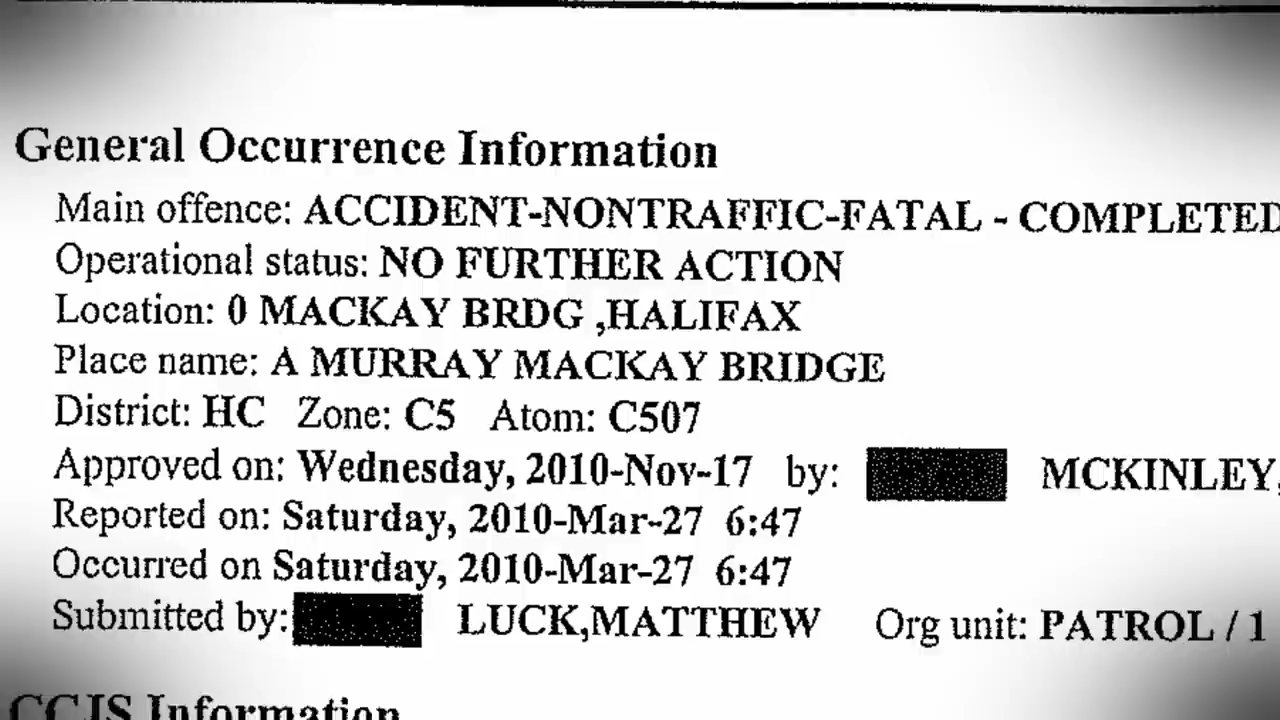 General Occurrence Information
Main offence: ACCIDENT-NONTRAFFIC-FATAL - COMPLETED
Operational status: NO FURTHER ACTION
Location: 0 MACKAY BRDG ,HALIFAX
Place name: A MURRAY MACKAY BRIDGE
District: HC Zone: C5 Atom: C507
Approved on: Wednesday, 2010-Nov-17 by: MCKINLEY,
Reported on: Saturday, 2010-Mar-27 6:47
Occurred on Saturday, 2010-Mar-27 6:47
Submitted by: LUCK,MATTHEW Org unit: PATROL / 1
CCJS Information